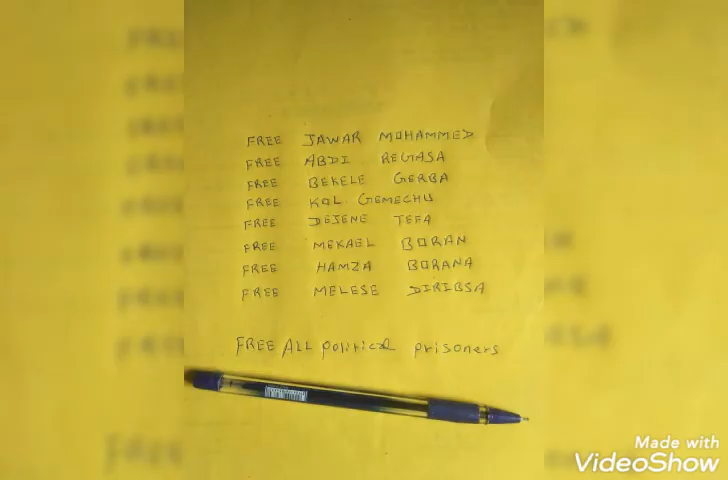 FREE JAWAR MOHAMMED
FREE ABDI REGASA
FREE BEKELE GERBA
FREE KOL GEMECHU
FREE DEJENE TEFA
FREE MEKAEL BORAN
FREE HAMZA BORANA
FREE MELESE DIRIBSA
FREE ALL political prisoners
Made with
VideoShow